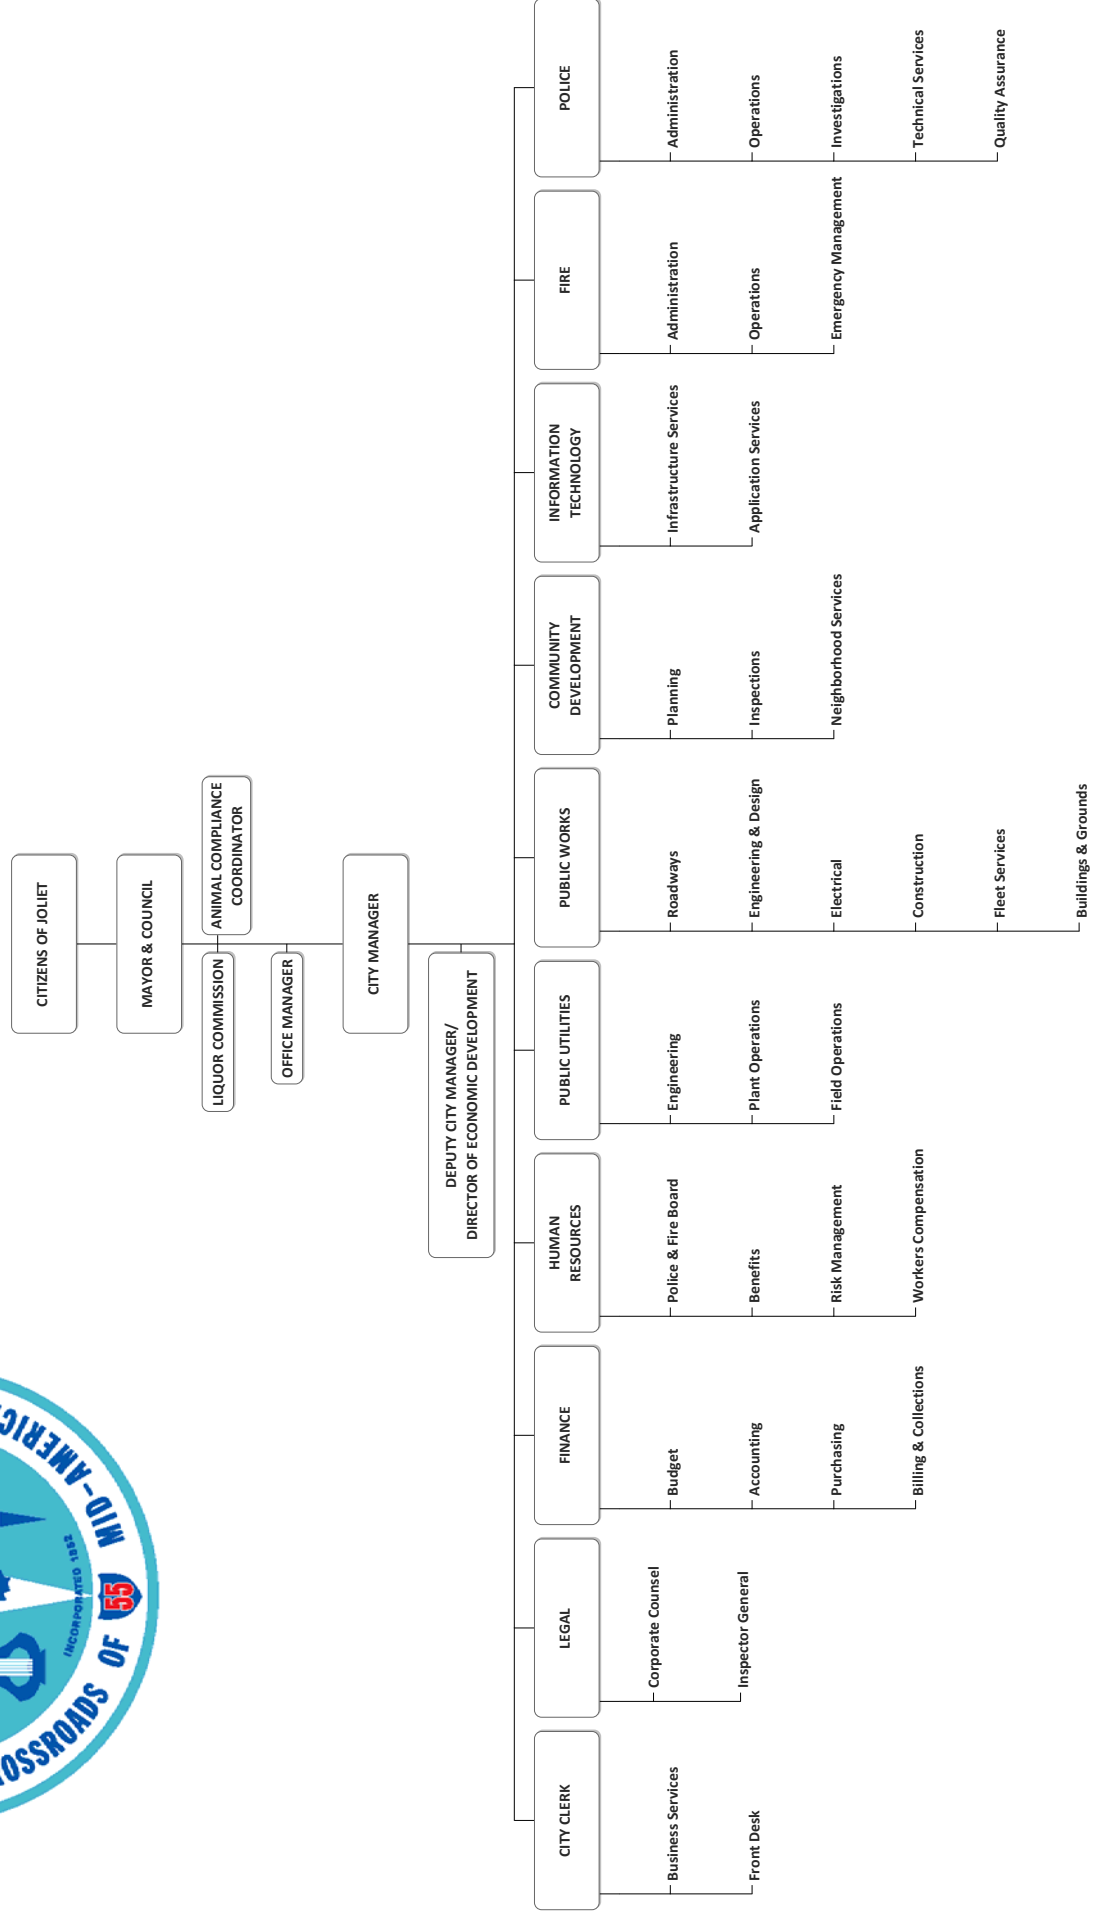 CROSSROADS OF MID-AMERICA
INCORPORATED 1852
55
CITIZENS OF JOLIET
MAYOR & COUNCIL
LIQUOR COMMISSION
ANIMAL COMPLIANCE
COORDINATOR
OFFICE MANAGER
CITY MANAGER
DEPUTY CITY MANAGER/
DIRECTOR OF ECONOMIC DEVELOPMENT
CITY CLERK
Business Services
Front Desk
LEGAL
Corporate Counsel
Inspector General
FINANCE
Budget
Accounting
Purchasing
Billing & Collections
HUMAN
RESOURCES
Police & Fire Board
Benefits
Risk Management
Workers Compensation
PUBLIC UTILITIES
Engineering
Plant Operations
Field Operations
PUBLIC WORKS
Roadways
Engineering & Design
Electrical
Construction
Fleet Services
Buildings & Grounds
COMMUNITY
DEVELOPMENT
Planning
Inspections
Neighborhood Services
INFORMATION
TECHNOLOGY
Infrastructure Services
Application Services
FIRE
Administration
Operations
Emergency Management
POLICE
Administration
Operations
Investigations
Technical Services
Quality Assurance